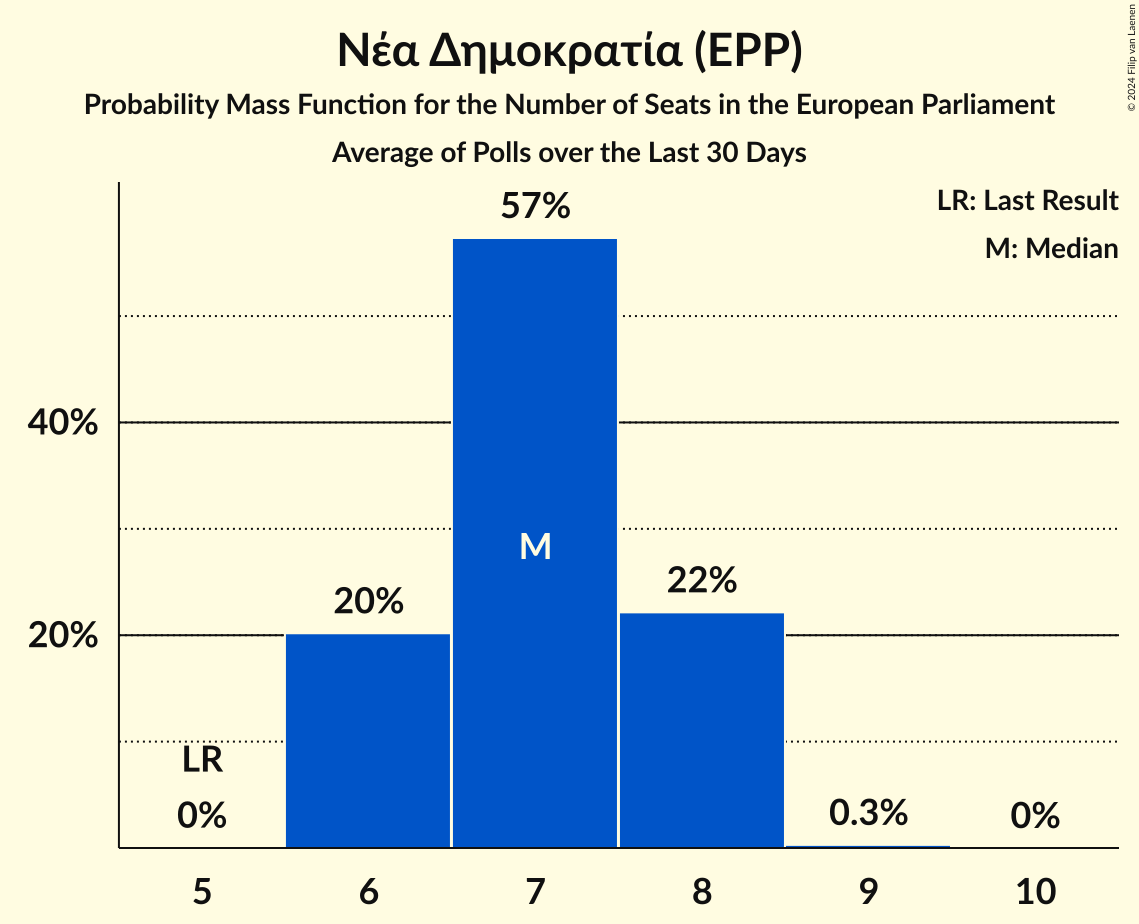 Νέα Δημοκρατία (EPP)
Probability Mass Function for the Number of Seats in the European Parliament
Average of Polls over the Last 30 Days
© 2024 Filip van Laenen
LR: Last Result
M: Median
57%
40%
M
20%
22%
20%
LR
0%
0.3%
0%
5 6 7 8 9 10